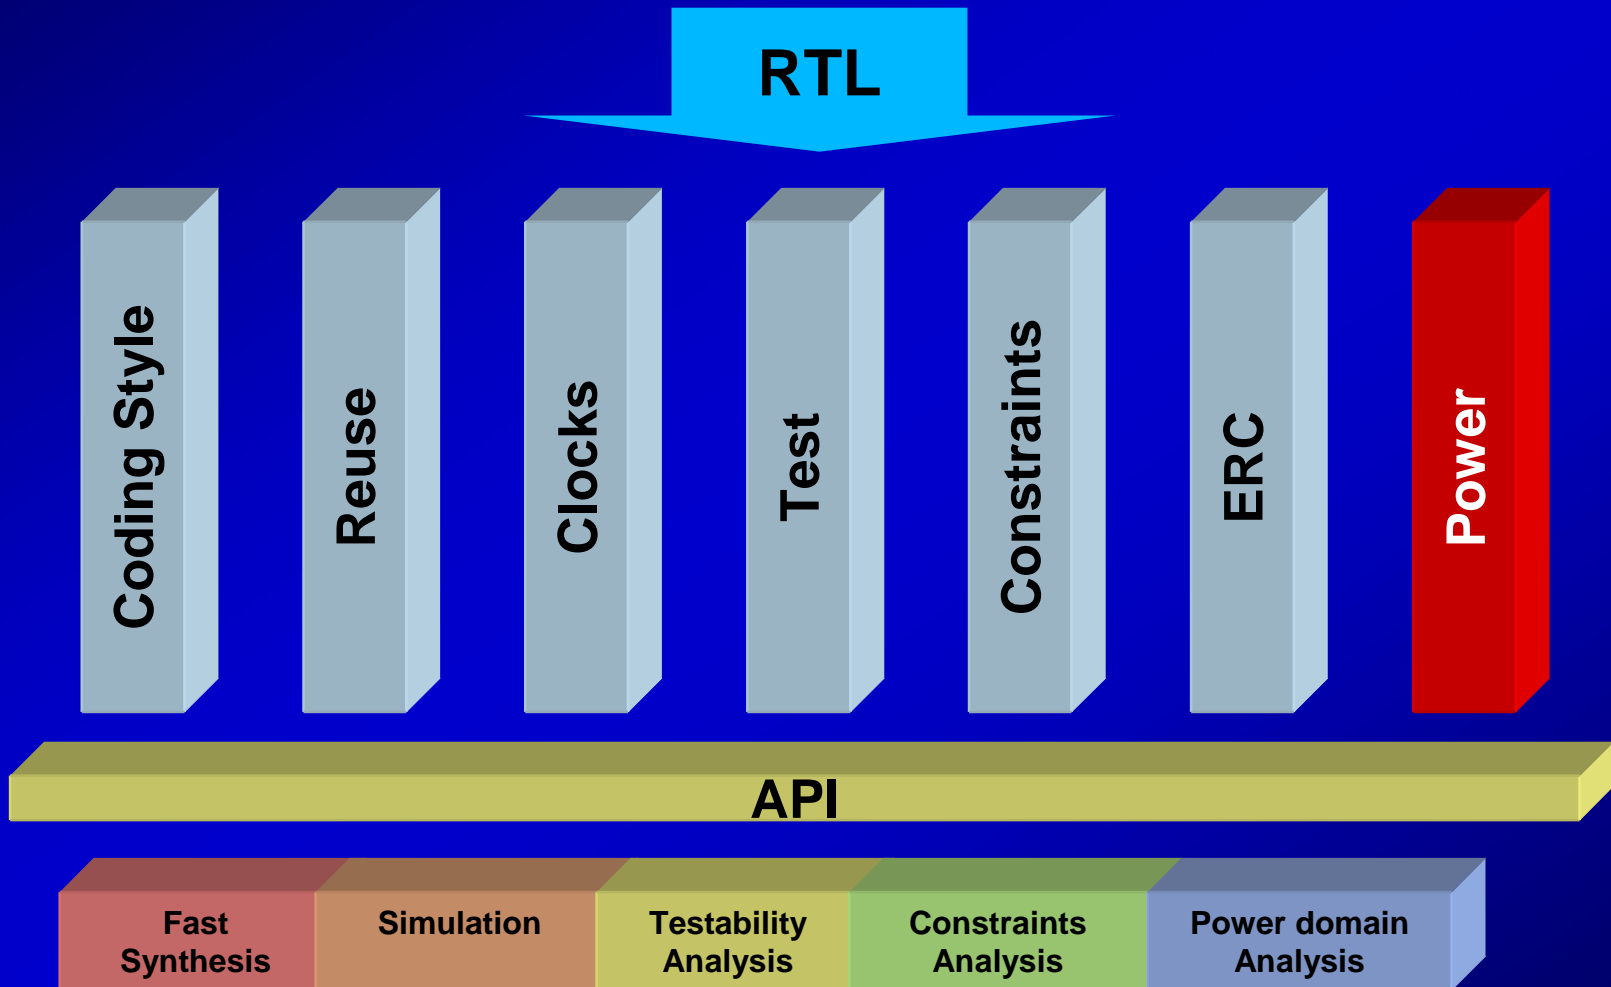 RTL
Coding Style
Reuse
Clocks
Test
Constraints
ERC
Power
API
Fast
Synthesis
Simulation
Testability
Analysis
Constraints
Analysis
Power domain
Analysis